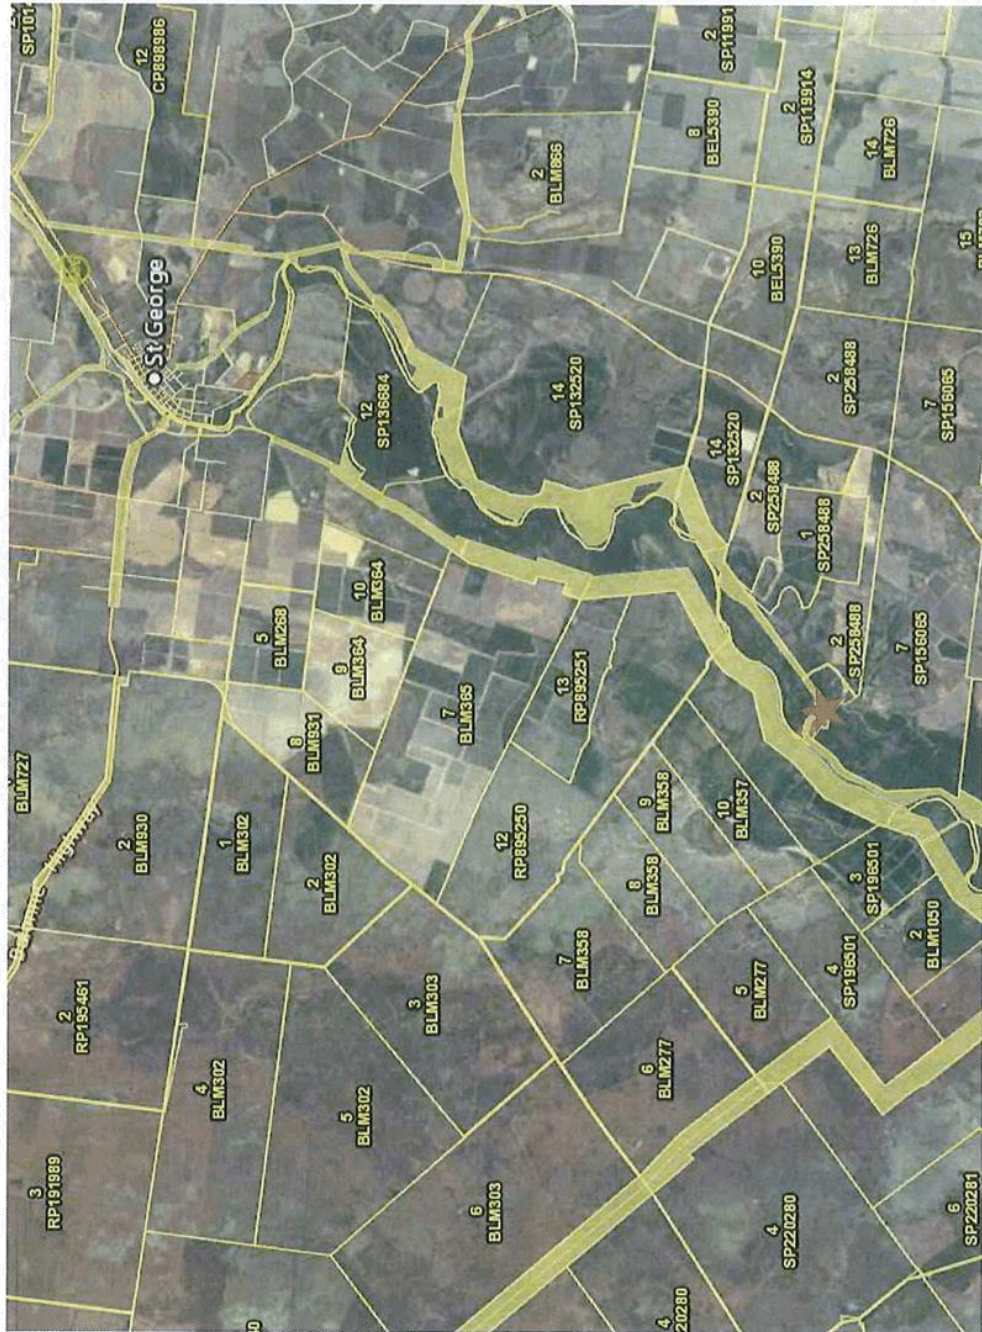 SP101
3
RP191989
2
RP195461
BLM727
Highway
2
BLM930
12
CP898986
St George
4
BLM302
1
BLM302
5
BLM268
8
BLM931
2
BLM302
5
BLM302
9
BLM364
10
BLM364
12
SP136684
3
BLM303
7
BLM365
6
BLM303
12
RP895250
2
BLM866
7
BLM358
13
RP895251
14
SP132520
8
BLM358
9
BLM358
6
BLM277
4
20280
8
BEL5390
2
SP11991
10
BLM357
14
SP132520
5
BLM277
2
SP258488
10
BEL5390
4
SP220280
2
SP119914
1
SP258488
4
SP196501
2
SP258488
2
SP258488
13
BLM726
14
BLM726
3
SP196501
2
BLM1050
7
SP156065
7
SP156065
6
SP220281
15